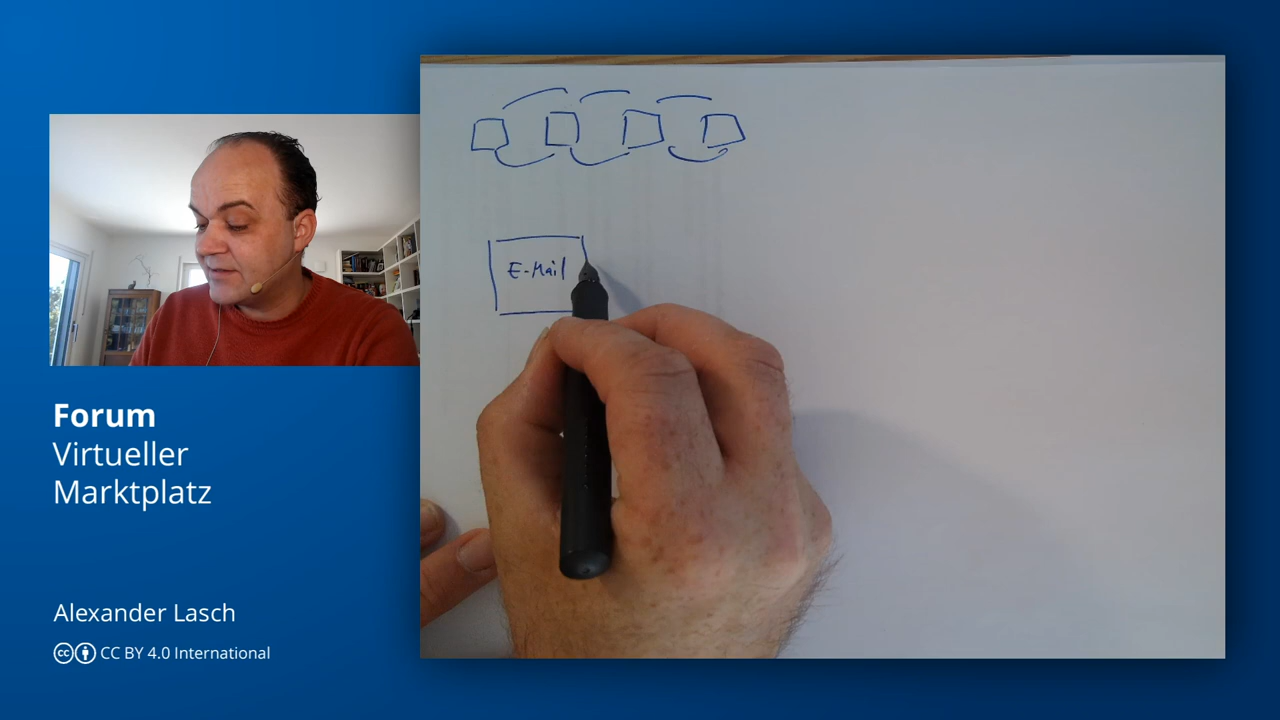 E-Mail
Forum
Virtueller
Marktplatz
Alexander Lasch
CC BY 4.0 International